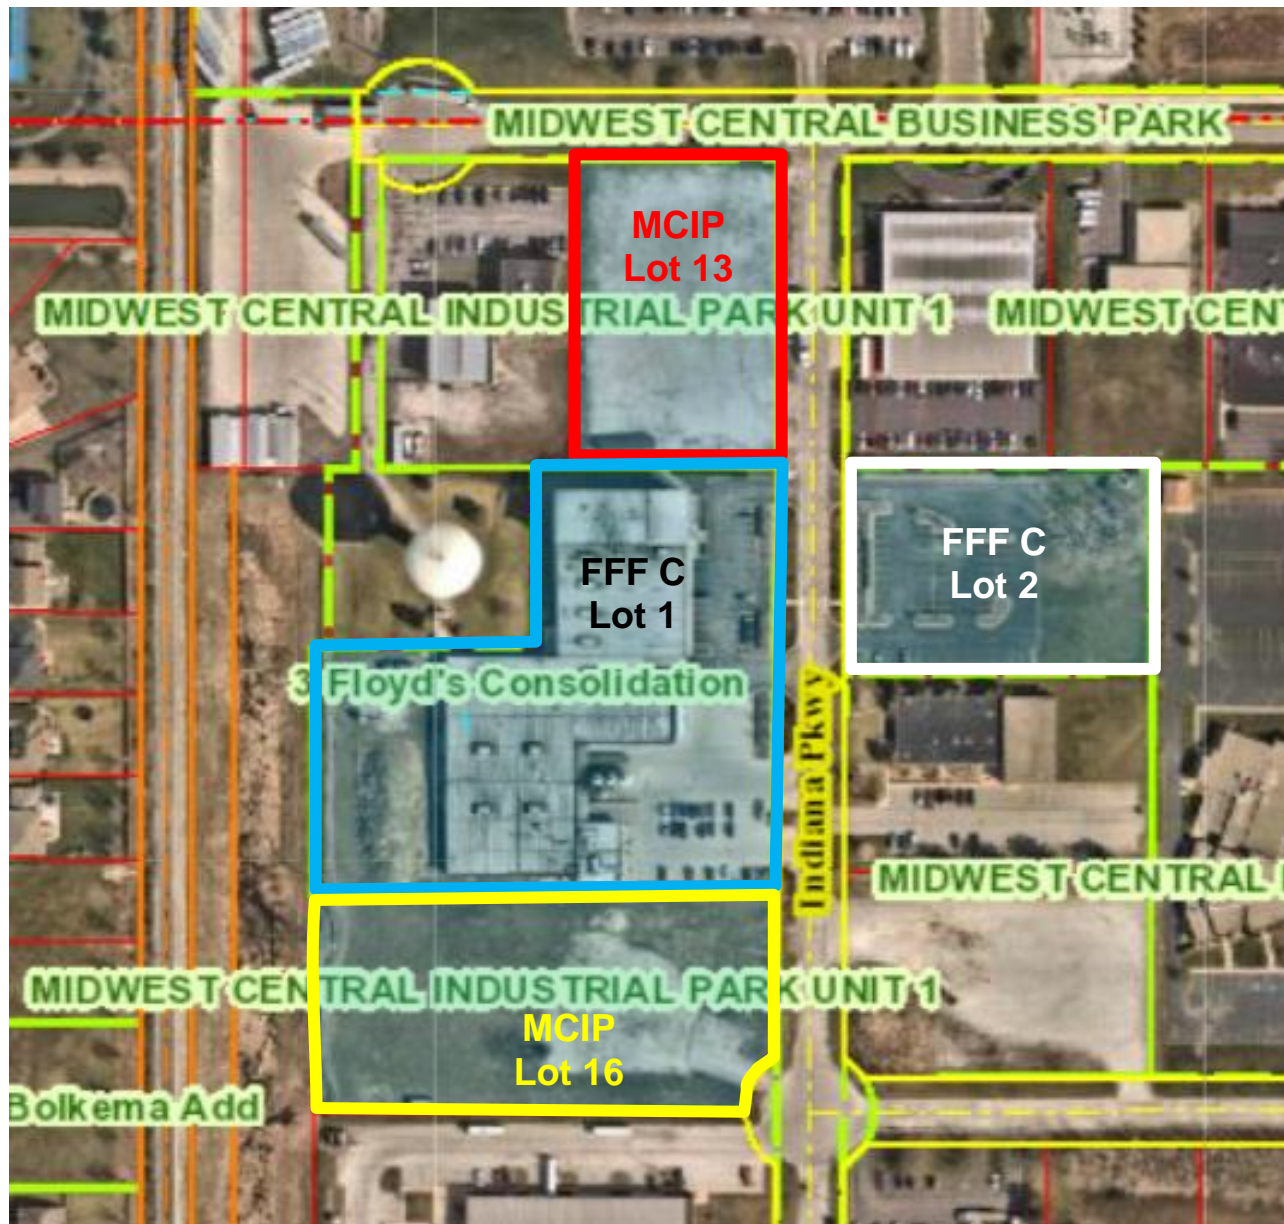 MIDWEST CENTRAL BUSINESS PARK
MCIP
Lot 13
MIDWEST CENTRAL INDUSTRIAL PARK UNIT 1
MIDWEST CENT
FFF C
Lot 1
FFF C
Lot 2
3 Floyd's Consolidation
Indiana Pkwy
MIDWEST CENTRAL
MIDWEST CENTRAL INDUSTRIAL PARK UNIT 1
MCIP
Lot 16
Bolkema Add